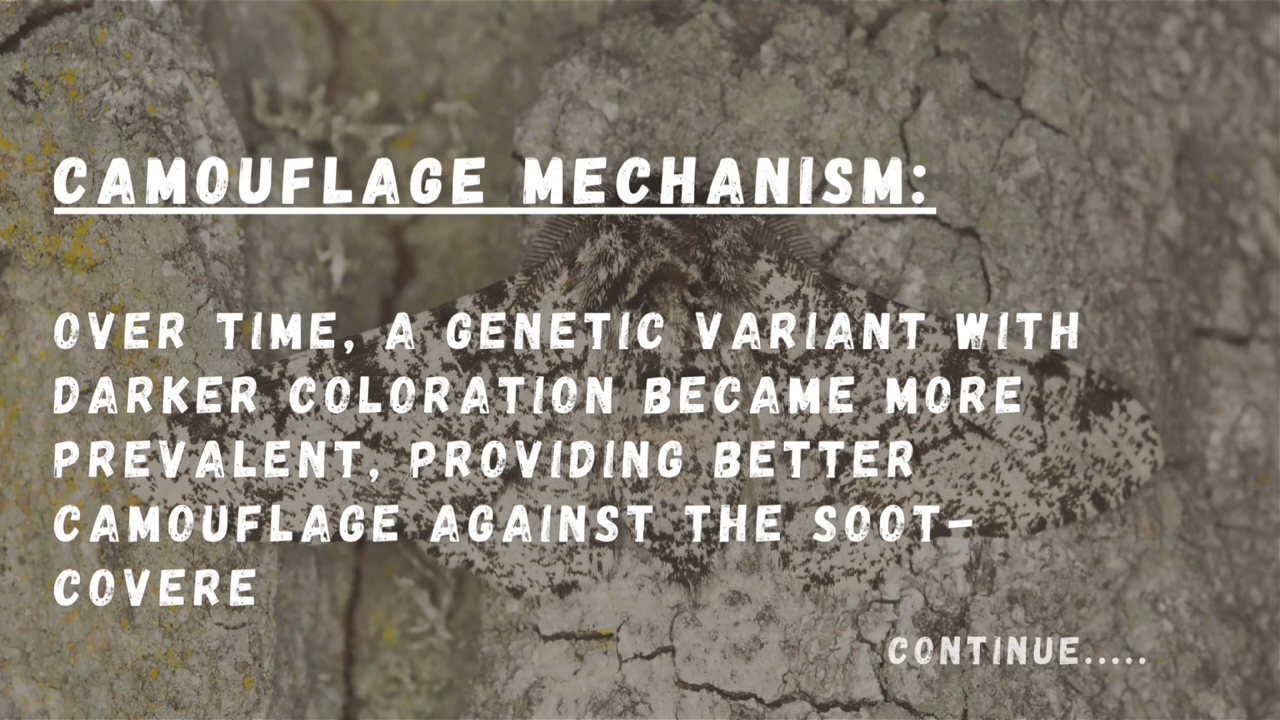 CAMOUFLAGE MECHANISM:
OVER TIME, A GENETIC VARIANT WITH
DARKER COLORATION BECAME MORE
PREVALENT, PROVIDING BETTER
CAMOUFLAGE AGAINST THE SOOT-
COVERE
CONTINUE.....